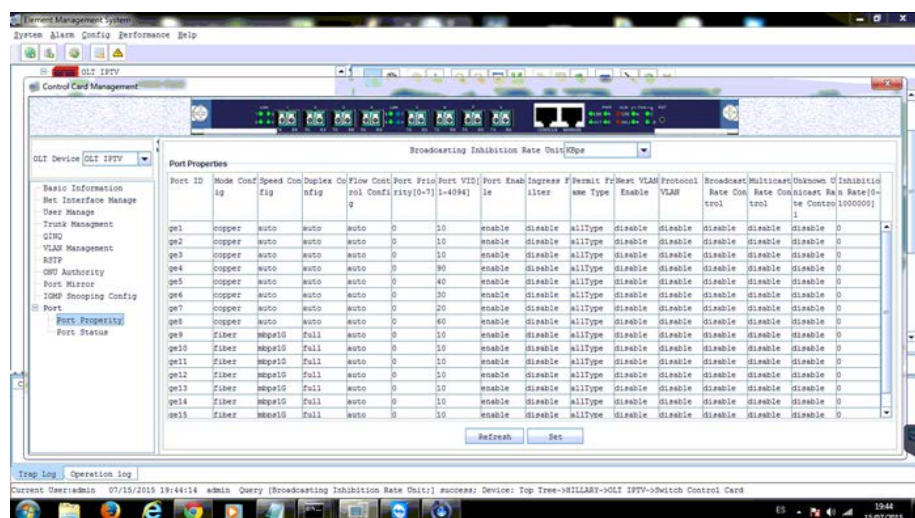 Element Management System
System Alarm Config Performance Help
OLT IPTV
Control Card Management
OLT Device OLT IPTV
Broadcasting Inhibition Rate Unit KBps
Port Properties
Basic Information
Net Interface Manage
User Manage
Trunk Managment
QINQ
VLAN Management
RSTP
ONU Authority
Port Mirror
IGMP Snooping Config
Port
Port Properity
Port Status
Port ID Mode Config Speed Config Duplex Config Flow Control Config Port Priority[0-7] Port VID[1-4094] Port Enable Ingress Filter Permit Frame Type Nest VLAN Enable Protocol VLAN Broadcast Rate Control Multicast Rate Control Unknown Unicast Rate Control Inhibition Rate[0-1000000]
ge1 copper auto auto auto 0 10 enable disable allType disable disable disable disable disable 0
ge2 copper auto auto auto 0 10 enable disable allType disable disable disable disable disable 0
ge3 copper auto auto auto 0 10 enable disable allType disable disable disable disable disable 0
ge4 copper auto auto auto 0 90 enable disable allType disable disable disable disable disable 0
ge5 copper auto auto auto 0 40 enable disable allType disable disable disable disable disable 0
ge6 copper auto auto auto 0 30 enable disable allType disable disable disable disable disable 0
ge7 copper auto auto auto 0 20 enable disable allType disable disable disable disable disable 0
ge8 copper auto auto auto 0 60 enable disable allType disable disable disable disable disable 0
ge9 fiber mbps1G full auto 0 10 enable disable allType disable disable disable disable disable 0
ge10 fiber mbps1G full auto 0 10 enable disable allType disable disable disable disable disable 0
ge11 fiber mbps1G full auto 0 10 enable disable allType disable disable disable disable disable 0
ge12 fiber mbps1G full auto 0 10 enable disable allType disable disable disable disable disable 0
ge13 fiber mbps1G full auto 0 10 enable disable allType disable disable disable disable disable 0
ge14 fiber mbps1G full auto 0 10 enable disable allType disable disable disable disable disable 0
ge15 fiber mbps1G full auto 0 10 enable disable allType disable disable disable disable disable 0
Refresh Set
Trap Log Operation log
Current User:admin 07/15/2015 19:44:14 admin Query [Broadcasting Inhibition Rate Unit:] success; Device: Top Tree->HILLARY->OLT IPTV->Switch Control Card
ES 19:44
15/07/2015